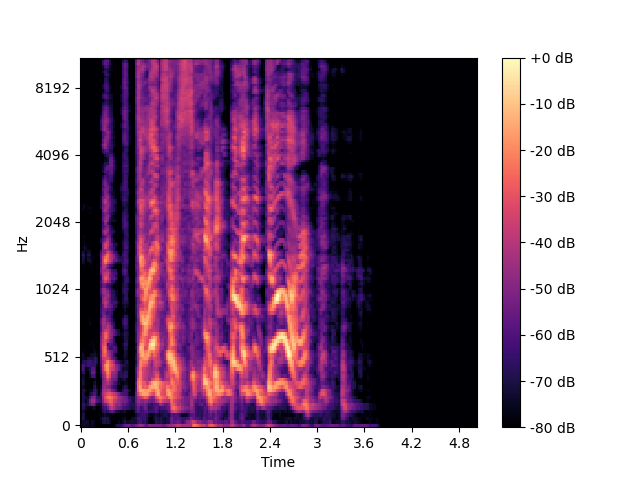 8192
4096
2048
1024
512
0
Hz
0 0.6 1.2 1.8 2.4 3 3.6 4.2 4.8
Time
+0 dB
-10 dB
-20 dB
-30 dB
-40 dB
-50 dB
-60 dB
-70 dB
-80 dB